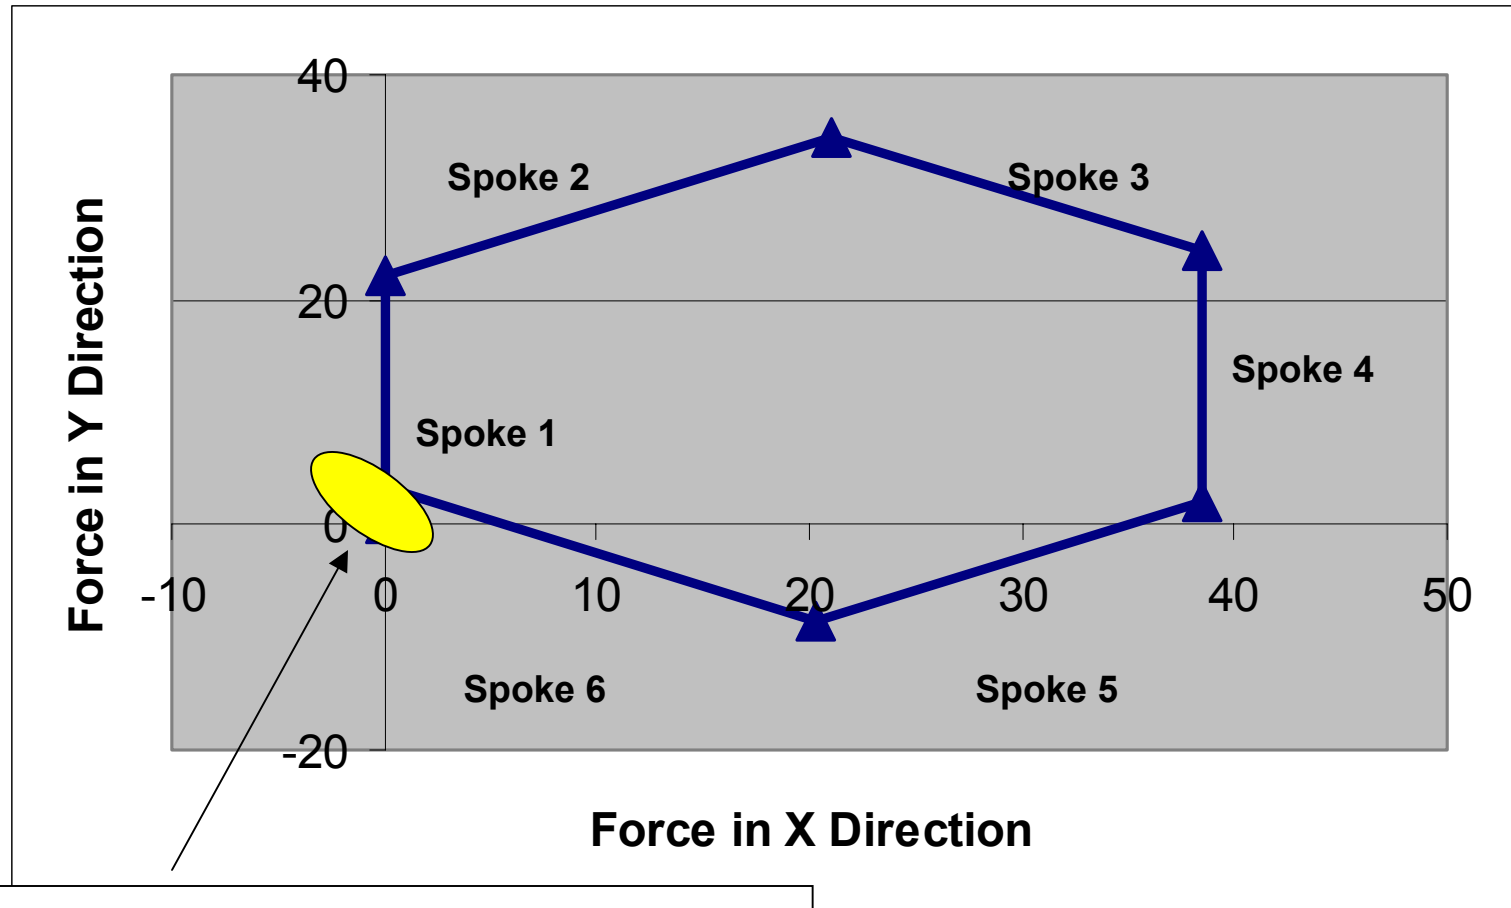 40
Spoke 2
Spoke 3
20
Spoke 4
Spoke 1
0
-10
0
10
20
30
40
50
Spoke 6
Spoke 5
-20
Force in Y Direction
Force in X Direction